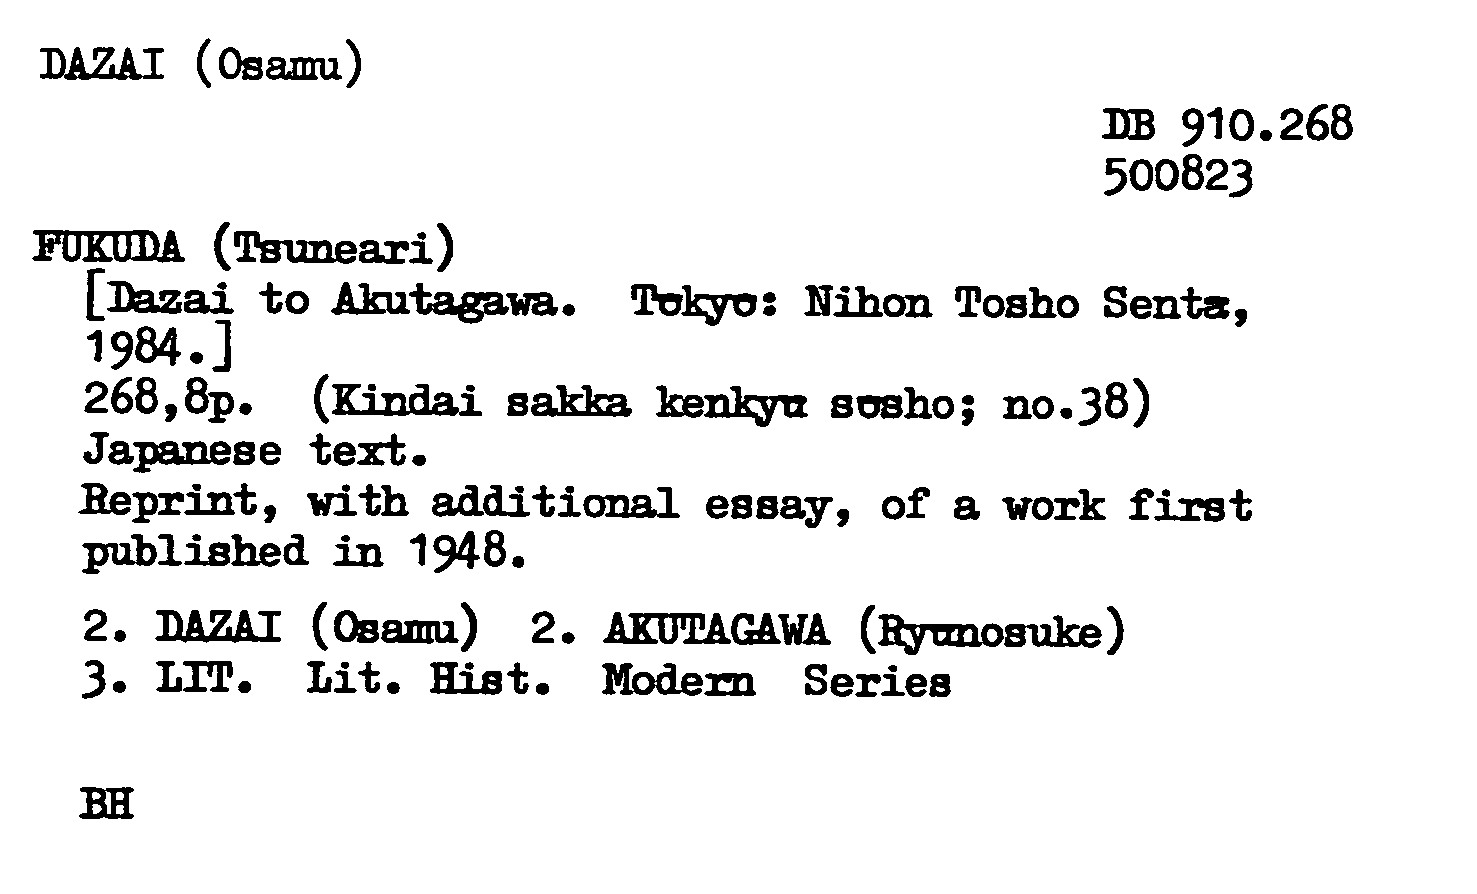 DAZAI (Osamu)
DB 910.268
500823
FUKUDA (Tsuneari)
[Dazai to Akutagawa. Tōkyō: Nihon Tosho Sentā,
1984.]
268,8p. (Kindai sakka kenkyū sōsho; no.38)
Japanese text.
Reprint, with additional essay, of a work first
published in 1948.
2. DAZAI (Osamu) 2. AKUTAGAWA (Ryūnosuke)
3. LIT. Lit. Hist. Modern Series
BH